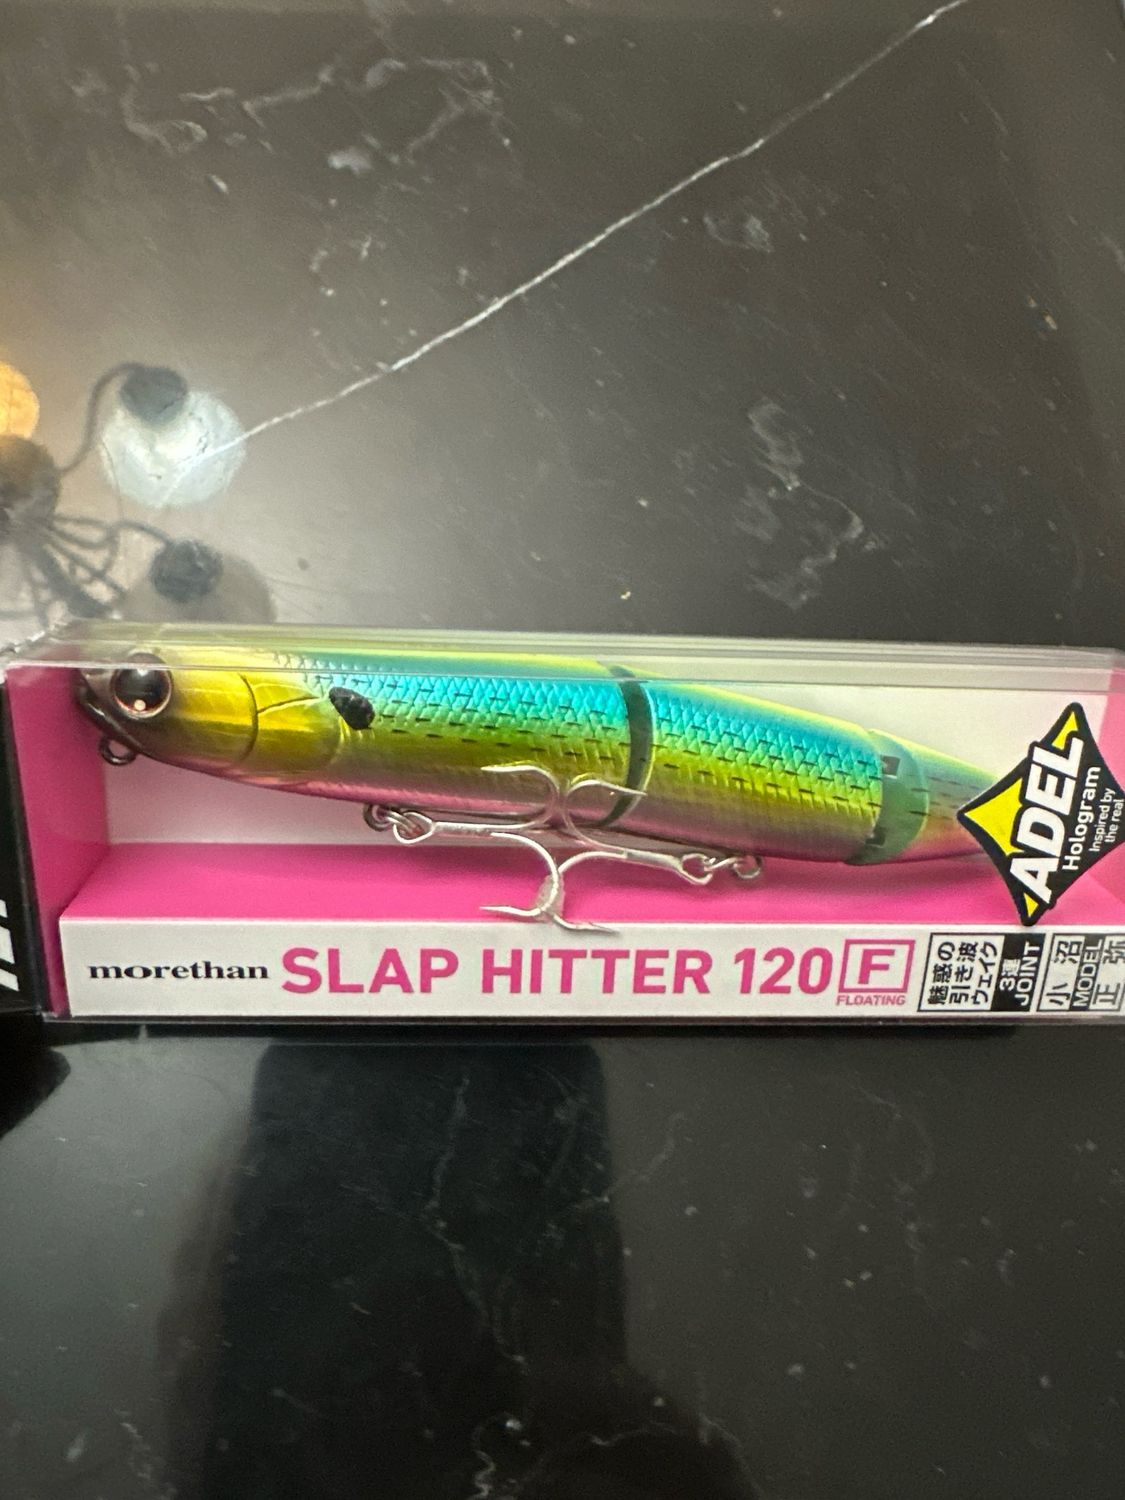 ADEL
Hologram
Inspired by
the real
morethan
SLAP HITTER 120
F
FLOATING
魅惑の
引き波
ウェイク
3連
JOINT
小沼
MODEL
正弥